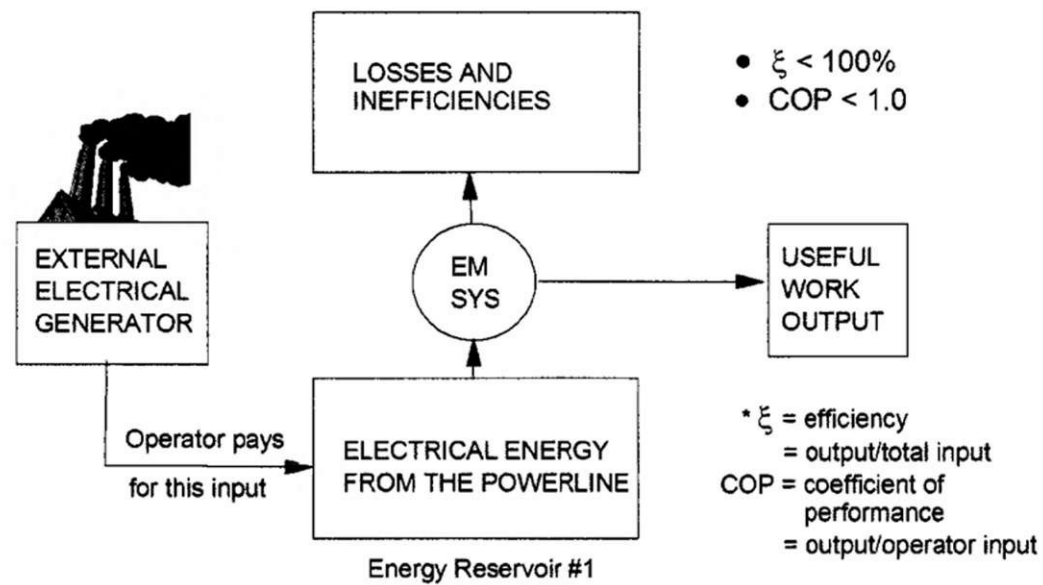 LOSSES AND
INEFFICIENCIES
• ξ < 100%
• COP < 1.0
EXTERNAL
ELECTRICAL
GENERATOR
EM
SYS
USEFUL
WORK
OUTPUT
Operator pays
for this input
ELECTRICAL ENERGY
FROM THE POWERLINE
Energy Reservoir #1
* ξ = efficiency
= output/total input
COP = coefficient of
performance
= output/operator input